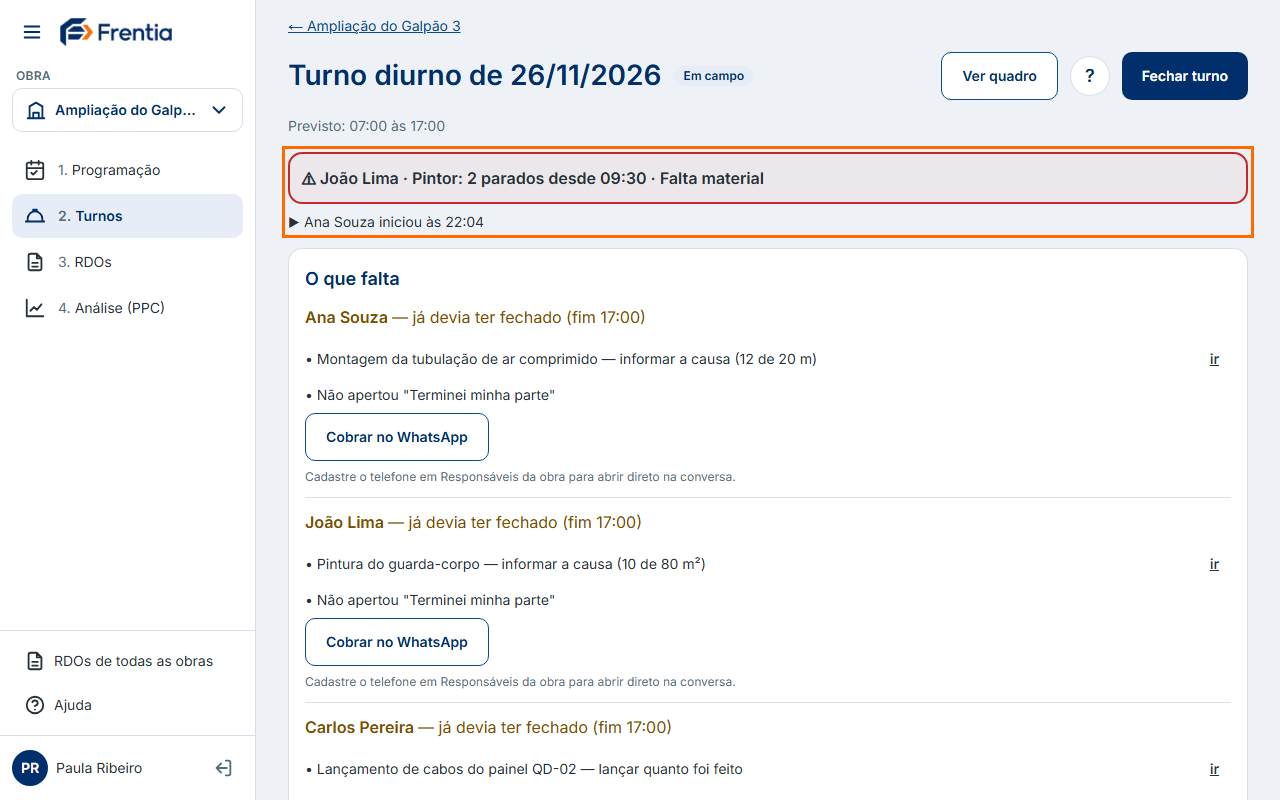 Frentia
← Ampliação do Galpão 3
Turno diurno de 26/11/2026 Em campo
Ver quadro
?
Fechar turno
OBRA
Ampliação do Galp...
Previsto: 07:00 às 17:00
1. Programação
2. Turnos
3. RDOs
4. Análise (PPC)
⚠ João Lima · Pintor: 2 parados desde 09:30 · Falta material
▶ Ana Souza iniciou às 22:04
O que falta
Ana Souza — já devia ter fechado (fim 17:00)
• Montagem da tubulação de ar comprimido — informar a causa (12 de 20 m) ir
• Não apertou "Terminei minha parte"
Cobrar no WhatsApp
Cadastre o telefone em Responsáveis da obra para abrir direto na conversa.
João Lima — já devia ter fechado (fim 17:00)
• Pintura do guarda-corpo — informar a causa (10 de 80 m²) ir
• Não apertou "Terminei minha parte"
Cobrar no WhatsApp
Cadastre o telefone em Responsáveis da obra para abrir direto na conversa.
Carlos Pereira — já devia ter fechado (fim 17:00)
• Lançamento de cabos do painel QD-02 — lançar quanto foi feito ir
RDOs de todas as obras
Ajuda
PR Paula Ribeiro